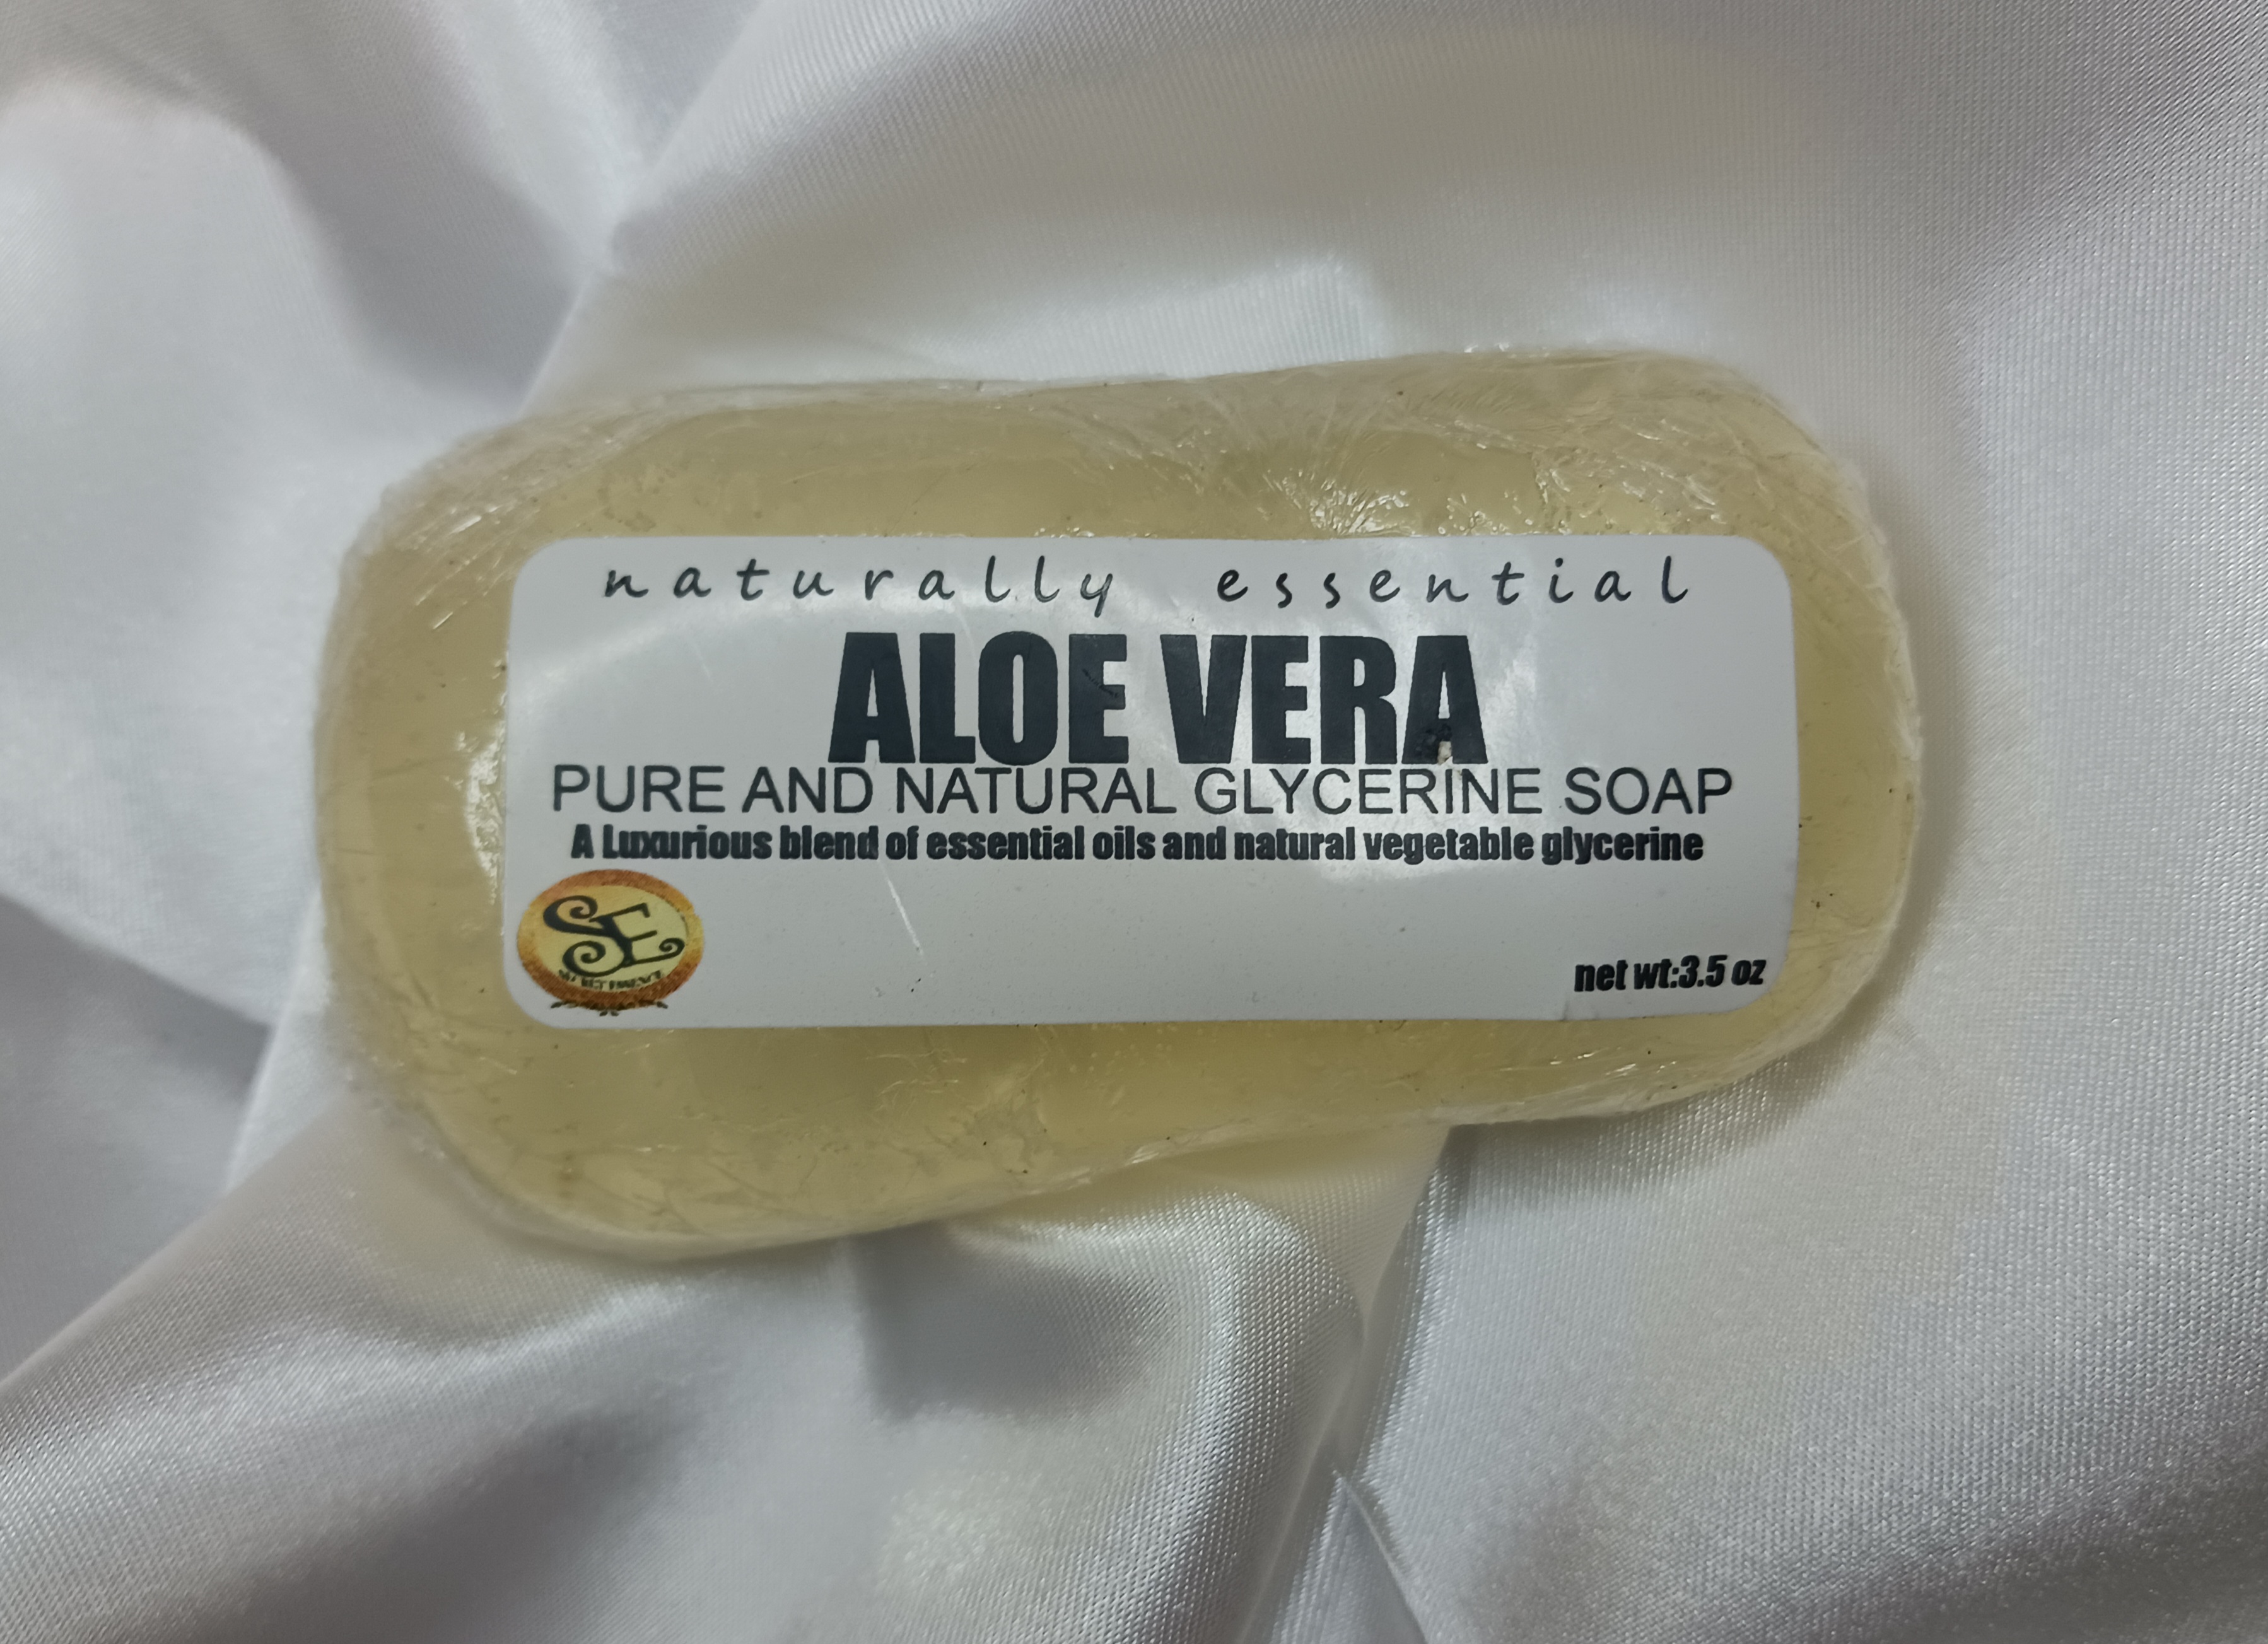 naturally essential
ALOE VERA
PURE AND NATURAL GLYCERINE SOAP
A Luxurious blend of essential oils and natural vegetable glycerine
SE
net wt:3.5 oz